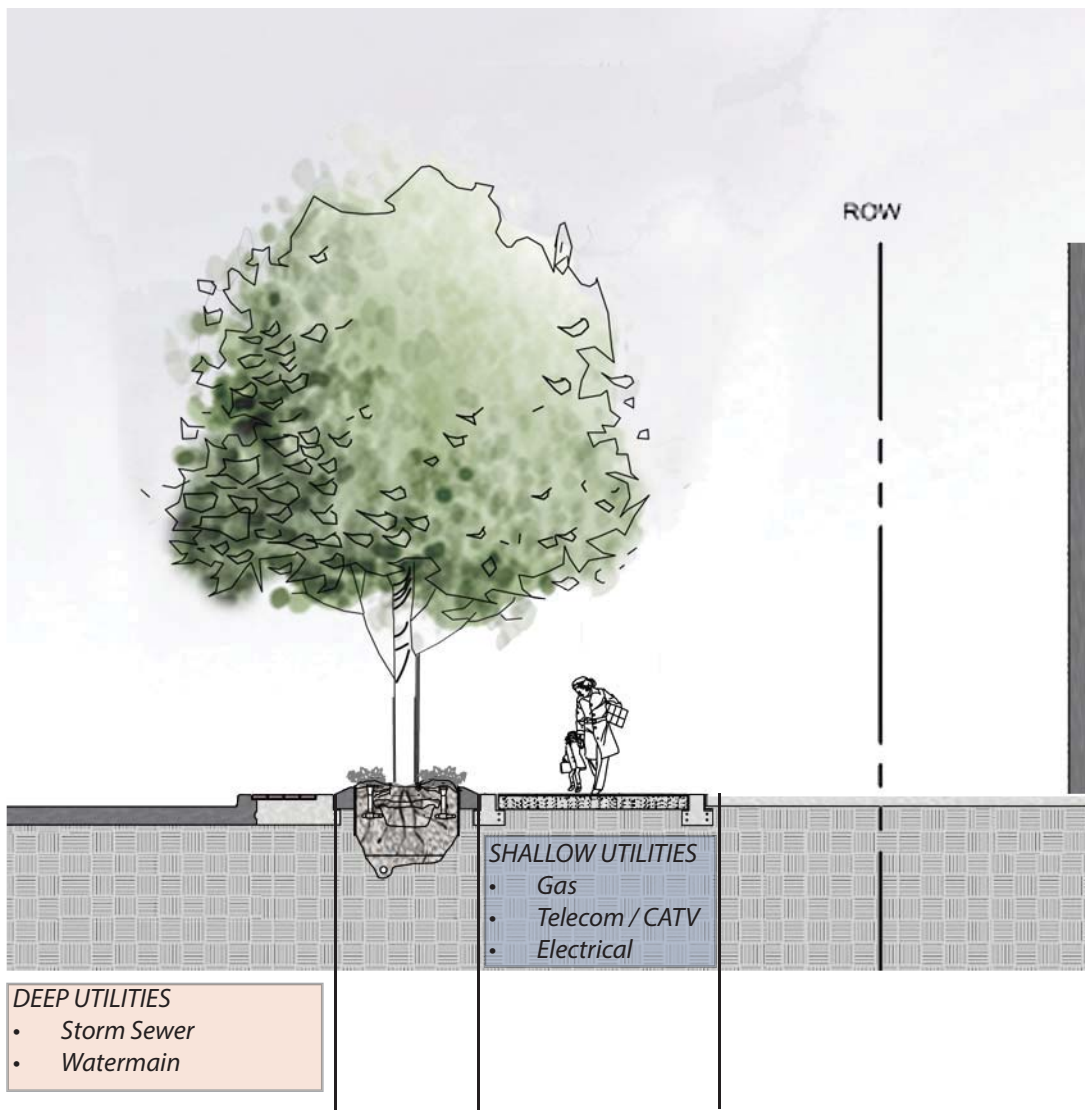 ROW
SHALLOW UTILITIES
• Gas
• Telecom / CATV
• Electrical
DEEP UTILITIES
• Storm Sewer
• Watermain